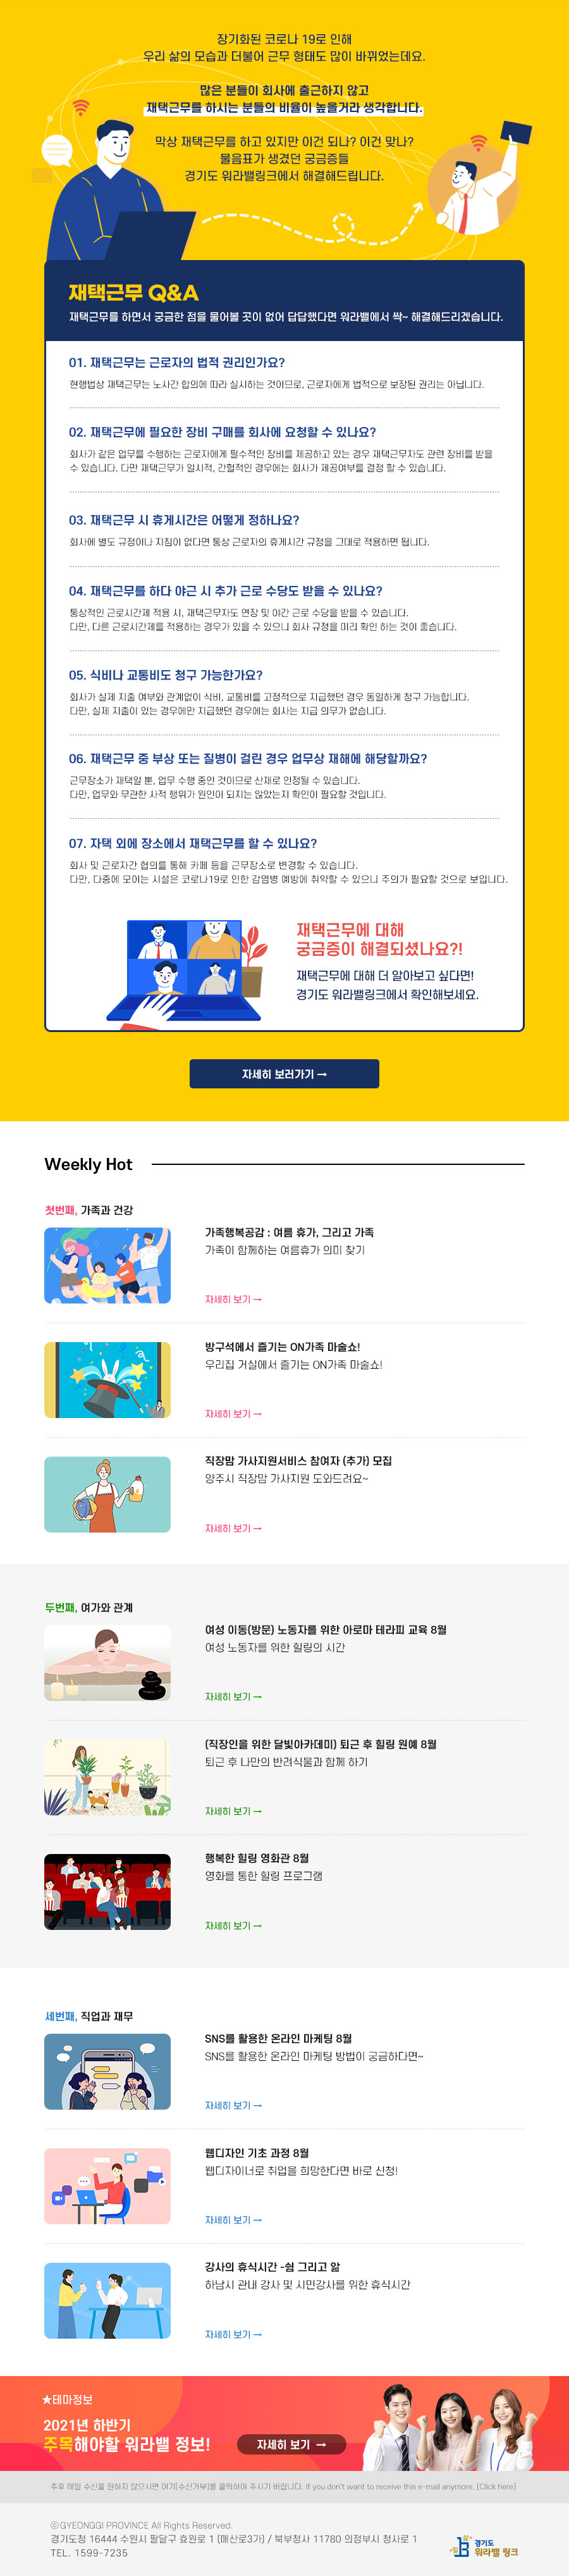 장기화된 코로나 19로 인해
우리 삶의 모습과 더불어 근무 형태도 많이 바뀌었는데요.
많은 분들이 회사에 출근하지 않고
재택근무를 하시는 분들의 비율이 높을거라 생각합니다.
막상 재택근무를 하고 있지만 이건 되나? 이건 맞나?
물음표가 생겼던 궁금증들
경기도 워라밸링크에서 해결해드립니다.
재택근무 Q&A
재택근무를 하면서 궁금한 점을 물어볼 곳이 없어 답답했다면 워라밸에서 싹~ 해결해드리겠습니다.
01. 재택근무는 근로자의 법적 권리인가요?
현행법상 재택근무는 노사간 합의에 따라 실시하는 것이므로, 근로자에게 법적으로 보장된 권리는 아닙니다.
02. 재택근무에 필요한 장비 구매를 회사에 요청할 수 있나요?
회사가 같은 업무를 수행하는 근로자에게 필수적인 장비를 제공하고 있는 경우 재택근무자도 관련 장비를 받을
수 있습니다. 다만 재택근무가 일시적, 간헐적인 경우에는 회사가 제공여부를 결정 할 수 있습니다.
03. 재택근무 시 휴게시간은 어떻게 정하나요?
회사에 별도 규정이나 지침이 없다면 통상 근로자의 휴게시간 규정을 그대로 적용하면 됩니다.
04. 재택근무를 하다 야근 시 추가 근로 수당도 받을 수 있나요?
통상적인 근로시간제 적용 시, 재택근무자도 연장 및 야간 근로 수당을 받을 수 있습니다.
다만, 다른 근로시간제를 적용하는 경우가 있을 수 있으니 회사 규정을 미리 확인 하는 것이 좋습니다.
05. 식비나 교통비도 청구 가능한가요?
회사가 실제 지출 여부와 관계없이 식비, 교통비를 고정적으로 지급했던 경우 동일하게 청구 가능합니다.
다만, 실제 지출이 있는 경우에만 지급했던 경우에는 회사는 지급 의무가 없습니다.
06. 재택근무 중 부상 또는 질병이 걸린 경우 업무상 재해에 해당할까요?
근무장소가 재택일 뿐, 업무 수행 중인 것이므로 산재로 인정될 수 있습니다.
다만, 업무와 무관한 사적 행위가 원인이 되지는 않았는지 확인이 필요할 것입니다.
07. 자택 외에 장소에서 재택근무를 할 수 있나요?
회사 및 근로자간 협의를 통해 카페 등을 근무장소로 변경할 수 있습니다.
다만, 다중에 모이는 시설은 코로나19로 인한 감염병 예방에 취약할 수 있으니 주의가 필요할 것으로 보입니다.
재택근무에 대해
궁금증이 해결되셨나요?!
재택근무에 대해 더 알아보고 싶다면!
경기도 워라밸링크에서 확인해보세요.
자세히 보러가기 →
Weekly Hot
첫번째, 가족과 건강
가족행복공감 : 여름 휴가, 그리고 가족
가족이 함께하는 여름휴가 의미 찾기
자세히 보기 →
방구석에서 즐기는 ON가족 마술쇼!
우리집 거실에서 즐기는 ON가족 마술쇼!
자세히 보기 →
직장맘 가사지원서비스 참여자 (추가) 모집
양주시 직장맘 가사지원 도와드려요~
자세히 보기 →
두번째, 여가와 관계
여성 이동(방문) 노동자를 위한 아로마 테라피 교육 8월
여성 노동자를 위한 힐링의 시간
자세히 보기 →
(직장인을 위한 달빛아카데미) 퇴근 후 힐링 원예 8월
퇴근 후 나만의 반려식물과 함께 하기
자세히 보기 →
행복한 힐링 영화관 8월
영화를 통한 힐링 프로그램
자세히 보기 →
세번째, 직업과 재무
SNS를 활용한 온라인 마케팅 8월
SNS를 활용한 온라인 마케팅 방법이 궁금하다면~
자세히 보기 →
웹디자인 기초 과정 8월
웹디자이너로 취업을 희망한다면 바로 신청!
자세히 보기 →
강사의 휴식시간 -쉼 그리고 앎
하남시 관내 강사 및 시민강사를 위한 휴식시간
자세히 보기 →
★테마정보
2021년 하반기
주목해야할 워라밸 정보!
자세히 보기 →
추후 메일 수신을 원하지 않으시면 여기[수신거부]를 클릭하여 주시기 바랍니다. If you don't want to receive this e-mail anymore, [Click here]
ⓒGYEONGGI PROVINCE All Rights Reserved.
경기도청 16444 수원시 팔달구 효원로 1 (매산로3가) / 북부청사 11780 의정부시 청사로 1
TEL. 1599-7235
일 삶
경기도
워라밸 링크